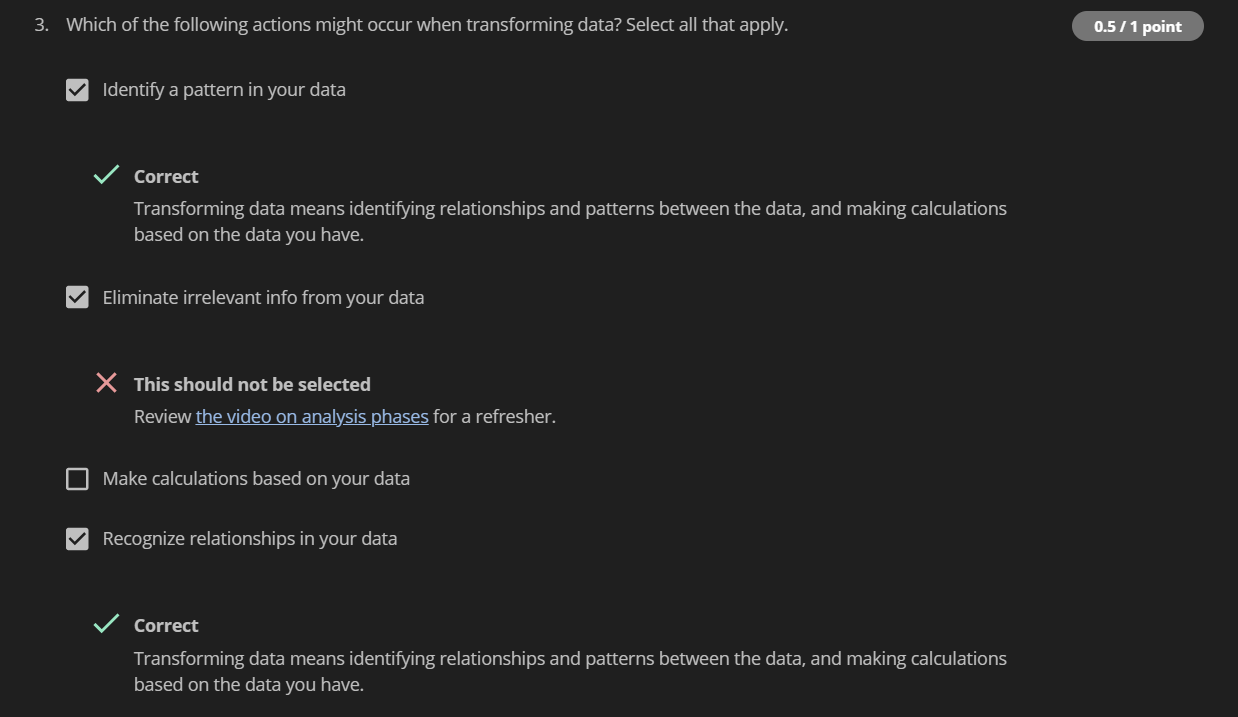 3. Which of the following actions might occur when transforming data? Select all that apply.
0.5 / 1 point
Identify a pattern in your data
Correct
Transforming data means identifying relationships and patterns between the data, and making calculations
based on the data you have.
Eliminate irrelevant info from your data
This should not be selected
Review the video on analysis phases for a refresher.
Make calculations based on your data
Recognize relationships in your data
Correct
Transforming data means identifying relationships and patterns between the data, and making calculations
based on the data you have.